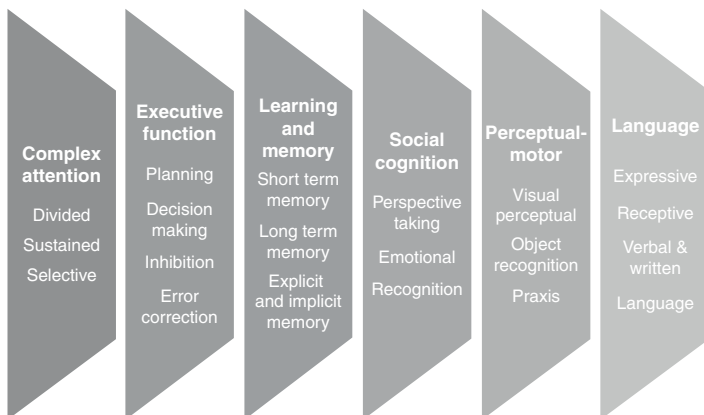 Complex
attention
Divided
Sustained
Selective
Executive
function
Planning
Decision
making
Inhibition
Error
correction
Learning
and
memory
Short term
memory
Long term
memory
Explicit
and implicit
memory
Social
cognition
Perspective
taking
Emotional
Recognition
Perceptual-
motor
Visual
perceptual
Object
recognition
Praxis
Language
Expressive
Receptive
Verbal &
written
Language